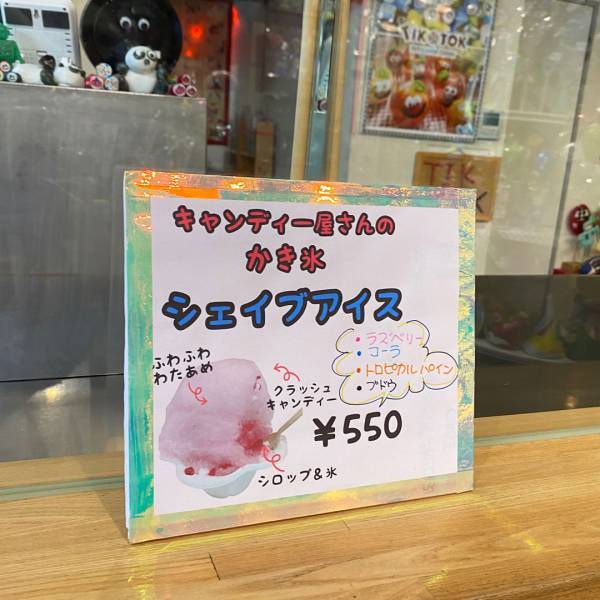 TIK★TOK
TIK
キャンディー屋さんの
かき氷
シェイブアイス
・ラズベリー
・コーラ
・トロピカルパイン
・ブドウ
ふわふわ
わたあめ
クラッシュ
キャンディー
¥550
シロップ&氷